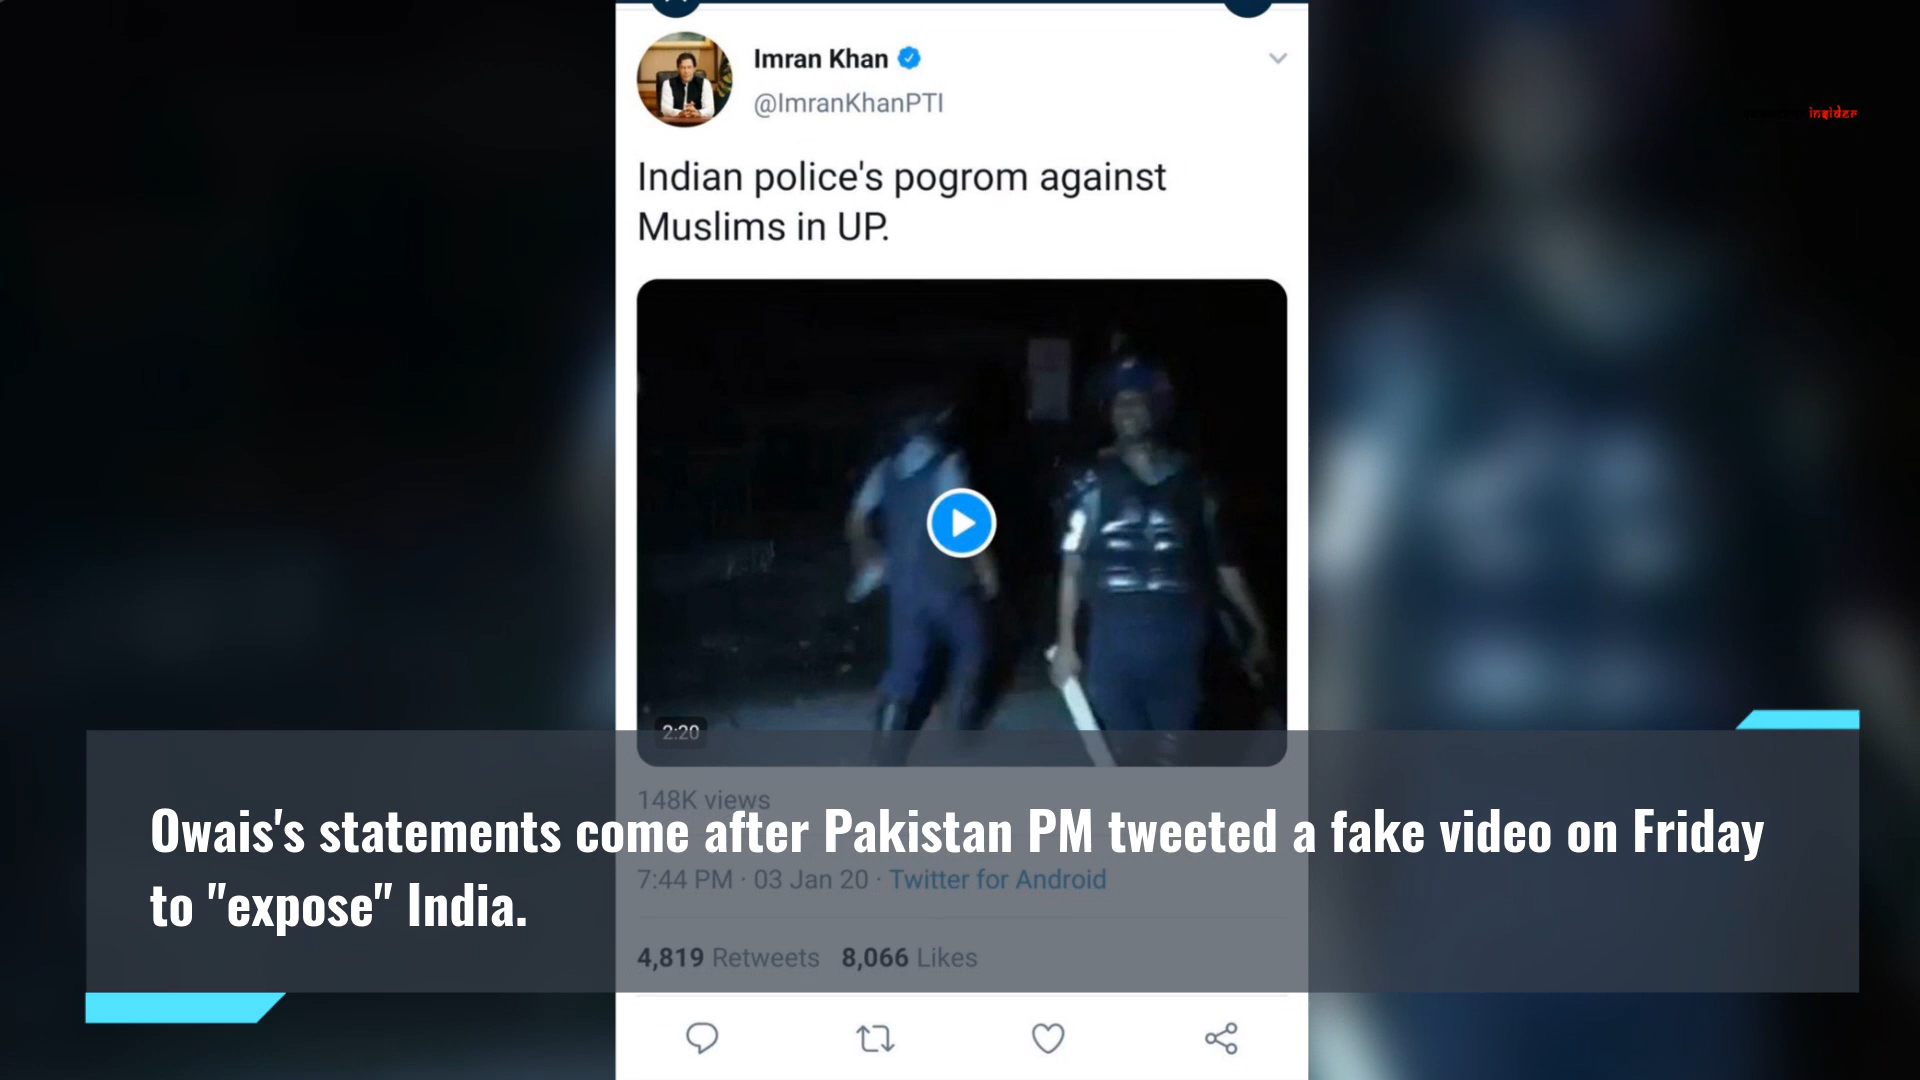 Imran Khan
@ImranKhanPTI
insider
Indian police's pogrom against
Muslims in UP.
2:20
148K views
Owais's statements come after Pakistan PM tweeted a fake video on Friday
to "expose" India.
7:44 PM · 03 Jan 20 · Twitter for Android
4,819 Retweets 8,066 Likes